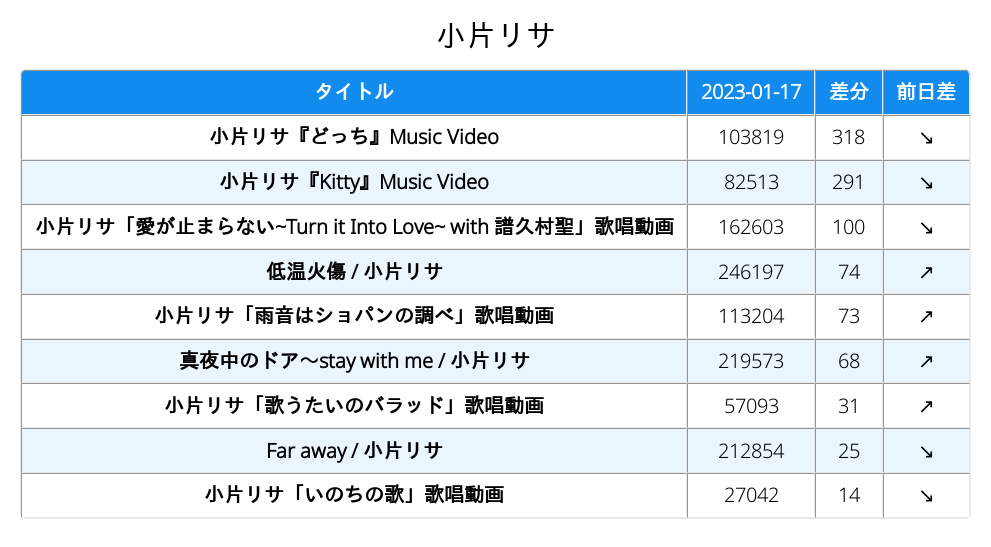 小片リサ
タイトル 2023-01-17 差分 前日差
小片リサ『どっち』Music Video 103819 318 ↘
小片リサ『Kitty』Music Video 82513 291 ↘
小片リサ「愛が止まらない~Turn it Into Love~ with 譜久村聖」歌唱動画 162603 100 ↘
低温火傷 / 小片リサ 246197 74 ↗
小片リサ「雨音はショパンの調べ」歌唱動画 113204 73 ↗
真夜中のドア〜stay with me / 小片リサ 219573 68 ↗
小片リサ「歌うたいのバラッド」歌唱動画 57093 31 ↗
Far away / 小片リサ 212854 25 ↘
小片リサ「いのちの歌」歌唱動画 27042 14 ↘